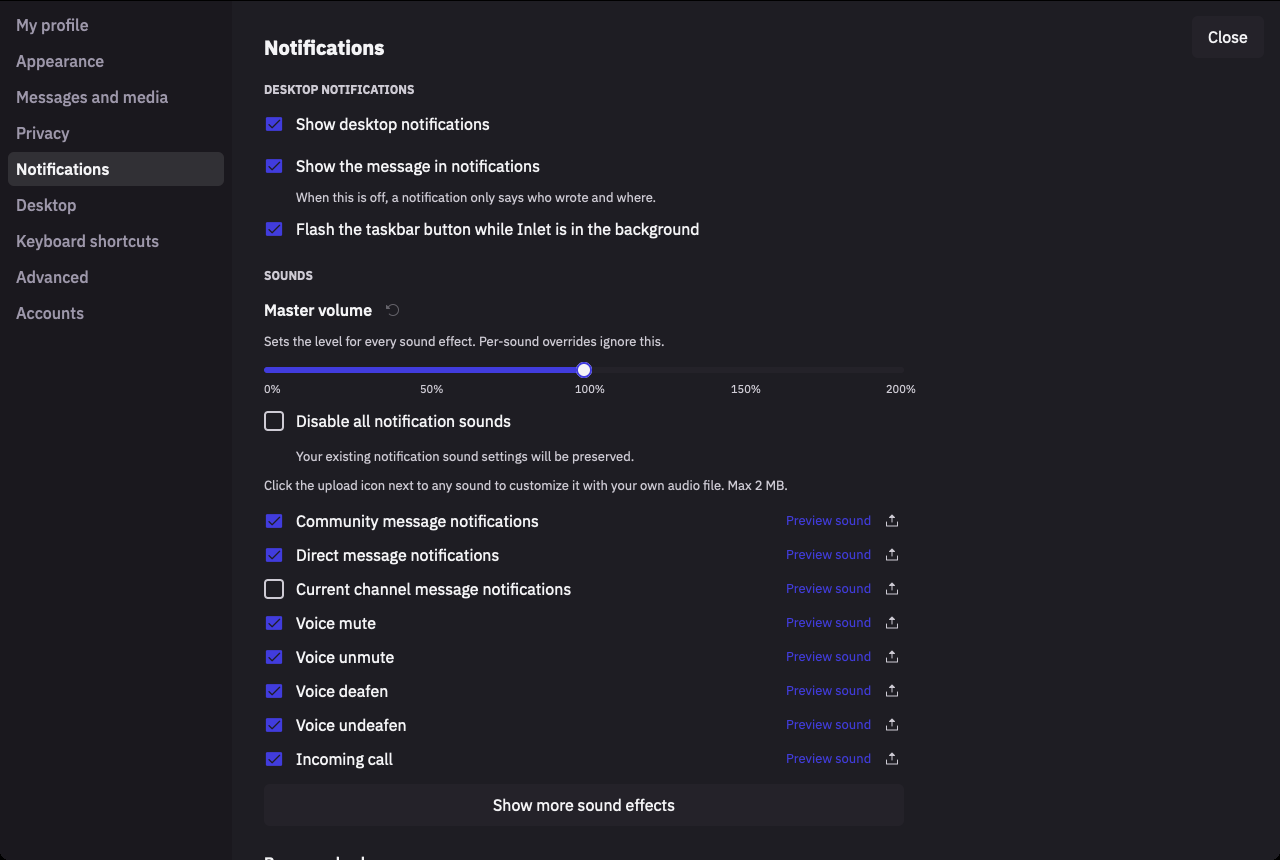 My profile
Appearance
Messages and media
Privacy
Notifications
Desktop
Keyboard shortcuts
Advanced
Accounts
Close
Notifications
DESKTOP NOTIFICATIONS
Show desktop notifications
Show the message in notifications
When this is off, a notification only says who wrote and where.
Flash the taskbar button while Inlet is in the background
SOUNDS
Master volume
Sets the level for every sound effect. Per-sound overrides ignore this.
0% 50% 100% 150% 200%
Disable all notification sounds
Your existing notification sound settings will be preserved.
Click the upload icon next to any sound to customize it with your own audio file. Max 2 MB.
Community message notifications Preview sound
Direct message notifications Preview sound
Current channel message notifications Preview sound
Voice mute Preview sound
Voice unmute Preview sound
Voice deafen Preview sound
Voice undeafen Preview sound
Incoming call Preview sound
Show more sound effects